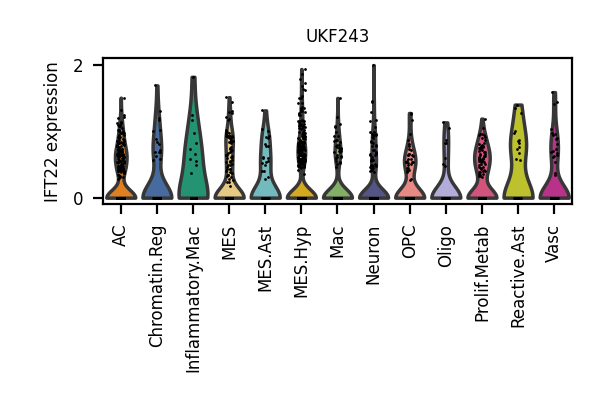 UKF243
IFT22 expression
2
0
AC
Chromatin.Reg
Inflammatory.Mac
MES
MES.Ast
MES.Hyp
Mac
Neuron
OPC
Oligo
Prolif.Metab
Reactive.Ast
Vasc